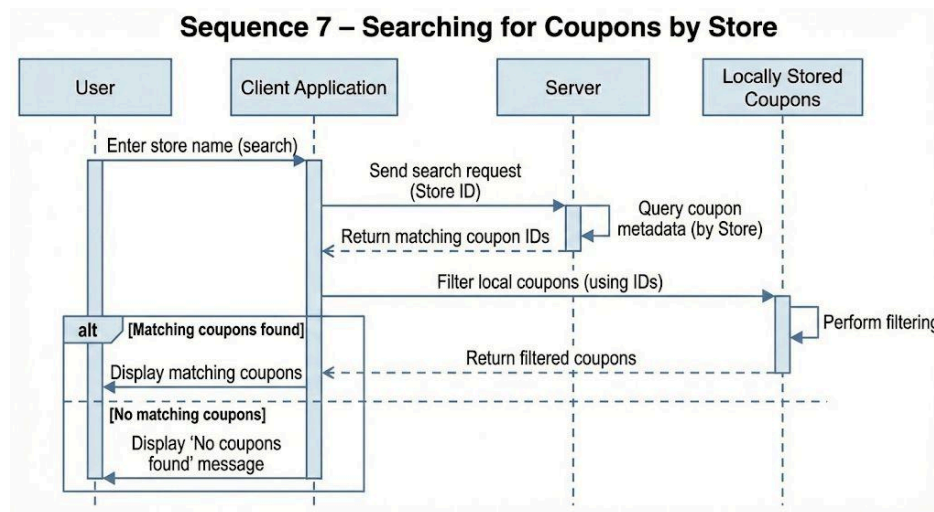 Sequence 7 – Searching for Coupons by Store
User
Client Application
Server
Locally Stored
Coupons
Enter store name (search)
Send search request
(Store ID)
Query coupon
metadata (by Store)
Return matching coupon IDs
Filter local coupons (using IDs)
alt
[Matching coupons found]
Perform filtering
Return filtered coupons
Display matching coupons
[No matching coupons]
Display ‘No coupons
found’ message